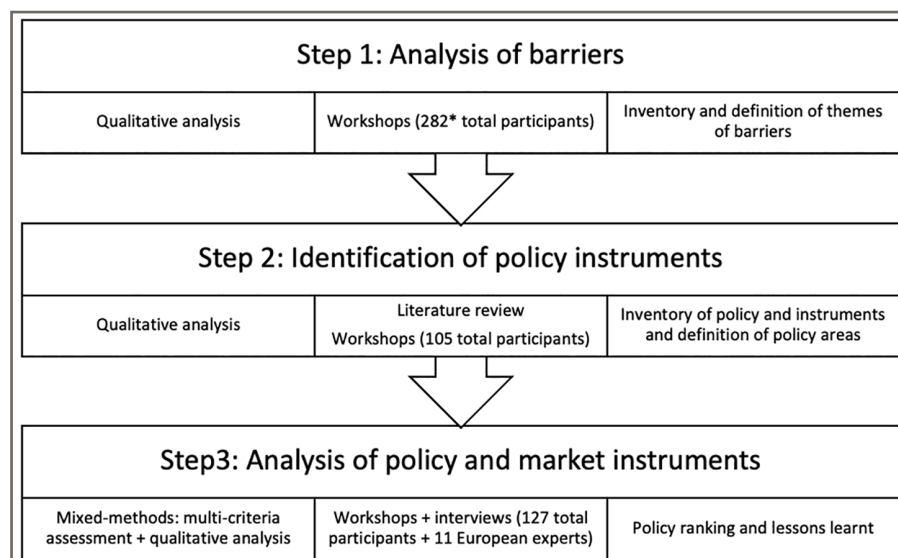 Step 1: Analysis of barriers
Qualitative analysis
Workshops (282* total participants)
Inventory and definition of themes
of barriers
Step 2: Identification of policy instruments
Qualitative analysis
Literature review
Workshops (105 total participants)
Inventory of policy and instruments
and definition of policy areas
Step3: Analysis of policy and market instruments
Mixed-methods: multi-criteria
assessment + qualitative analysis
Workshops + interviews (127 total
participants + 11 European experts)
Policy ranking and lessons learnt